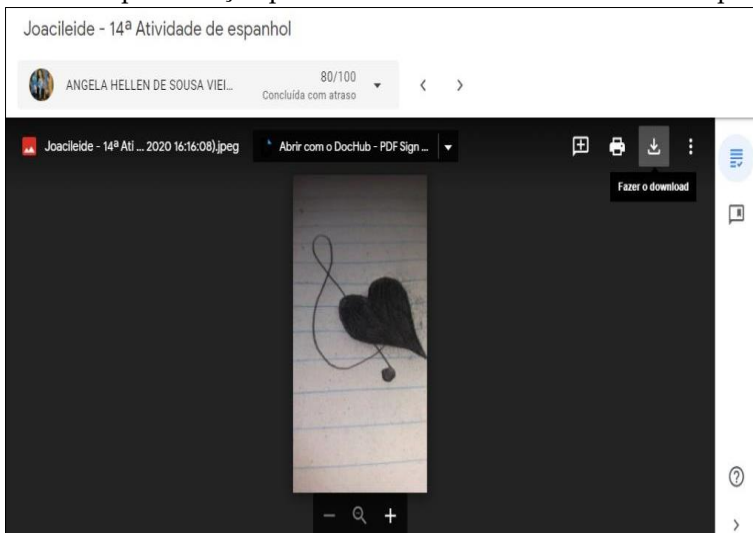 Joacileide - 14ª Atividade de espanhol
ANGELA HELLEN DE SOUSA VIEI...
80/100
Concluída com atraso
Joacileide - 14ª Ati ... 2020 16:16:08).jpeg
Abrir com o DocHub - PDF Sign ...
Fazer o download